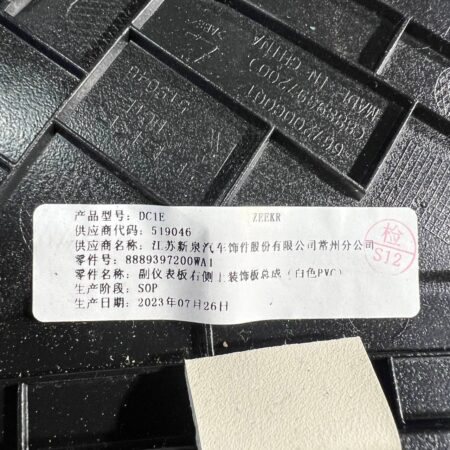 MADE IN CHINA
8889397200
6072006001
>ABS<
519046
产品型号: DC1E ZEEKR
供应商代码: 519046
供应商名称: 江苏新泉汽车饰件股份有限公司常州分公司
零件号: 8889397200WA1
零件名称: 副仪表板右侧上装饰板总成(白色PVC)
生产阶段: SOP
生产日期: 2023年07月26日
检
S12